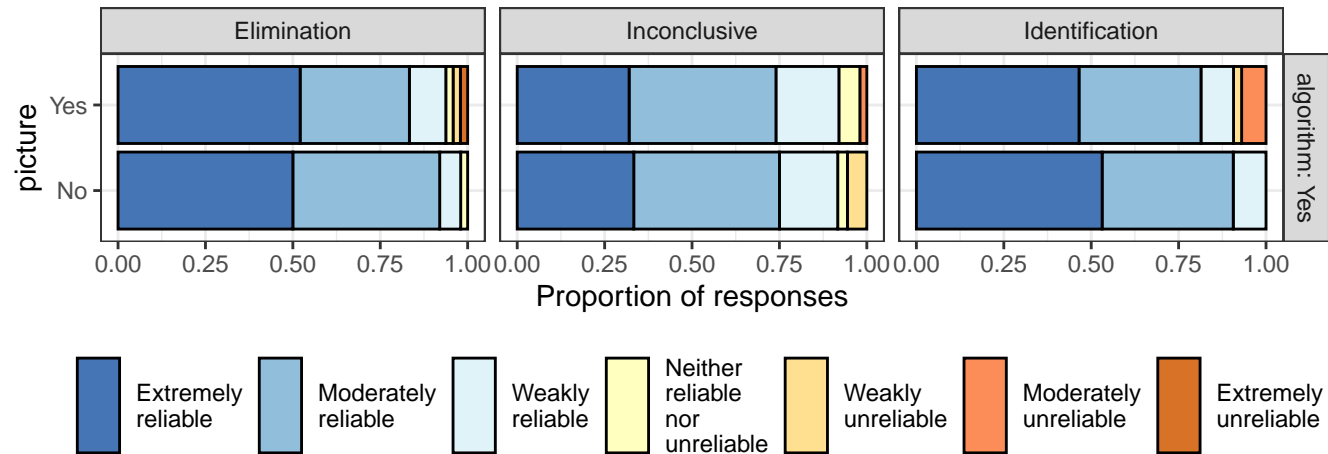 Elimination
Inconclusive
Identification
picture
Yes
No
algorithm: Yes
0.00 0.25 0.50 0.75 1.00
0.00 0.25 0.50 0.75 1.00
0.00 0.25 0.50 0.75 1.00
Proportion of responses
Extremely
reliable
Moderately
reliable
Weakly
reliable
Neither
reliable
nor
unreliable
Weakly
unreliable
Moderately
unreliable
Extremely
unreliable